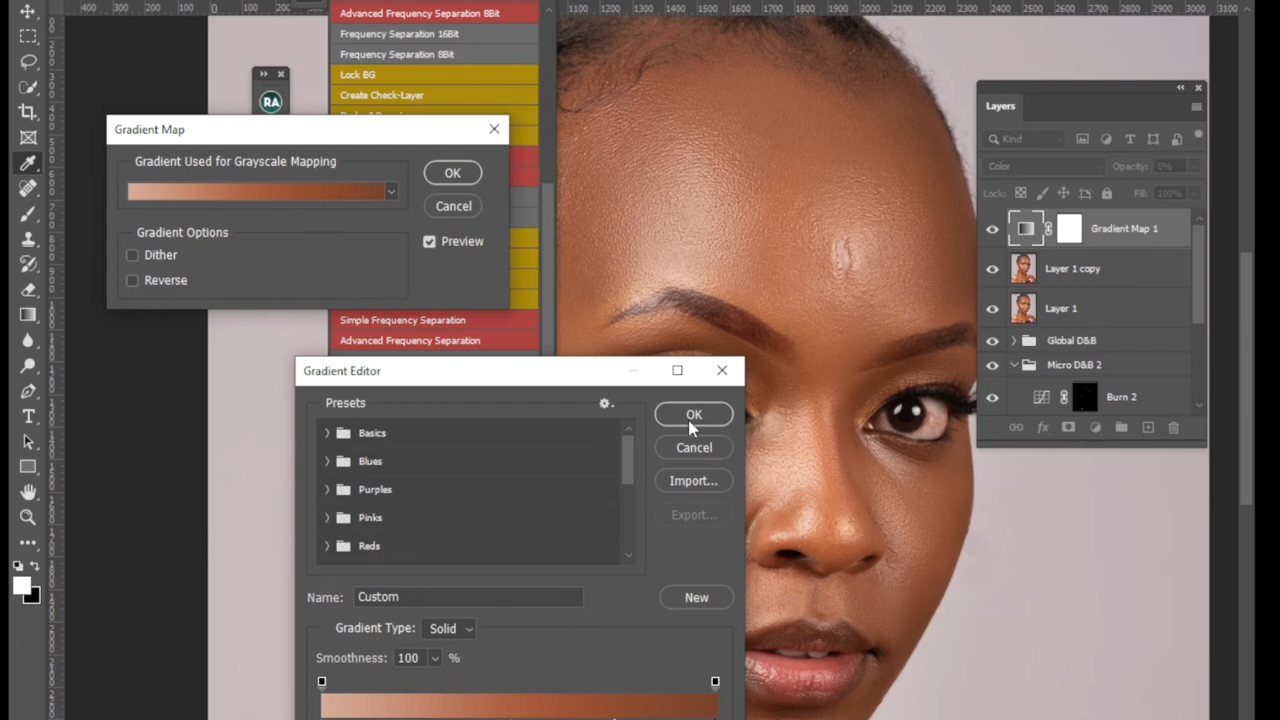 1100 1200 1300 1400 1500 1600 1700 1800 1900 2000 2100 2200 2300 2400 2500 2600 2700 2800 2900 3000 3100
400 300 200 100 0 100 200
Advanced Frequency Separation 8Bit
Frequency Separation 16Bit
Frequency Separation 8Bit
Lock BG
Create Check-Layer
RA
Simple Frequency Separation
Advanced Frequency Separation
Gradient Map
Gradient Used for Grayscale Mapping
OK
Cancel
Preview
Gradient Options
Dither
Reverse
Gradient Editor
Presets
Basics
Blues
Purples
Pinks
Reds
OK
Cancel
Import...
Export...
Name: Custom
New
Gradient Type: Solid
Smoothness: 100 %
Layers
Kind
Color Opacity: 0%
Lock: Fill: 100%
Gradient Map 1
Layer 1 copy
Layer 1
Global D&B
Micro D&B 2
Burn 2
fx